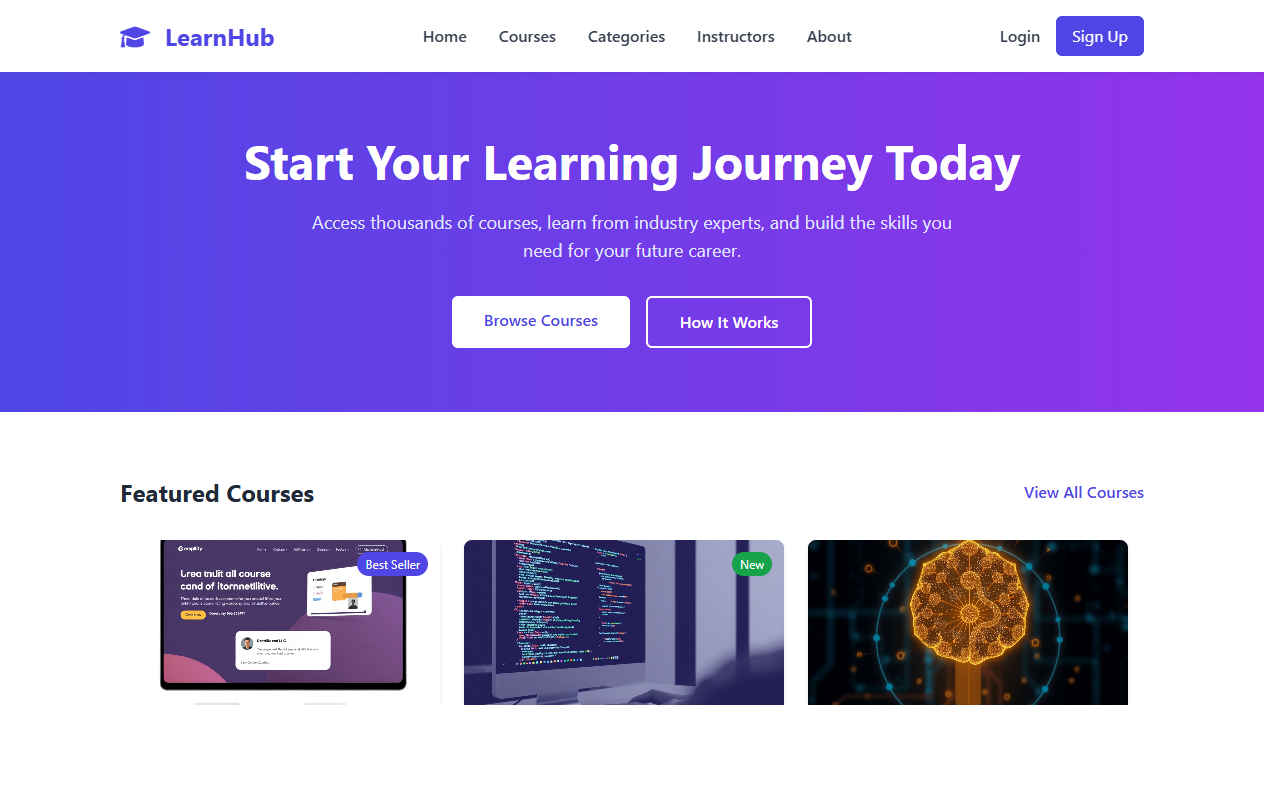 LearnHub
Home
Courses
Categories
Instructors
About
Login
Sign Up
Start Your Learning Journey Today
Access thousands of courses, learn from industry experts, and build the skills you
need for your future career.
Browse Courses
How It Works
Featured Courses
View All Courses
Best Seller
Urea tnuit all course
cand of itornnetilitive.
New